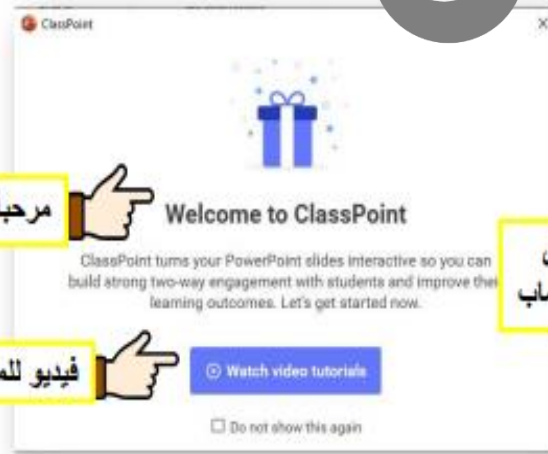 ClassPoint
Welcome to ClassPoint
ClassPoint turns your PowerPoint slides interactive so you can
build strong two-way engagement with students and improve their
learning outcomes. Let's get started now.
فيديو
Watch video tutorials
Do not show this again